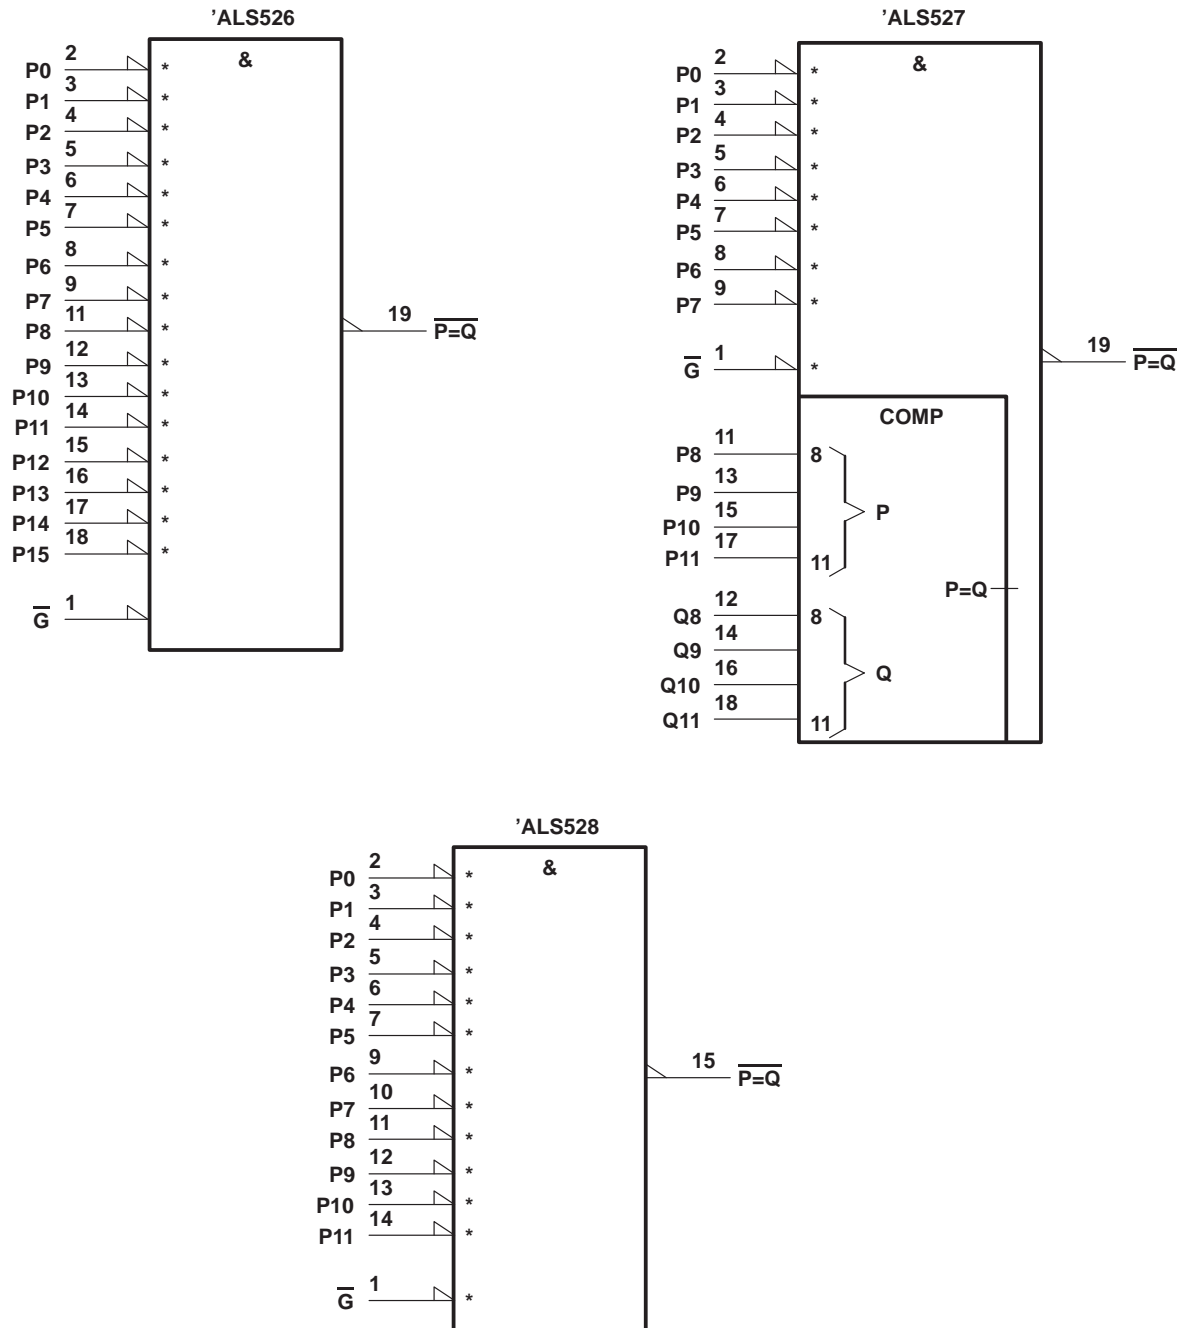 ’ALS526
&
P0 2 *
P1 3 *
P2 4 *
P3 5 *
P4 6 *
P5 7 *
P6 8 *
P7 9 *
P8 11 *
P9 12 *
P10 13 *
P11 14 *
P12 15 *
P13 16 *
P14 17 *
P15 18 *
G 1
19 P=Q
’ALS527
&
P0 2 *
P1 3 *
P2 4 *
P3 5 *
P4 6 *
P5 7 *
P6 8 *
P7 9 *
G 1 *
19 P=Q
COMP
P8 11 8
P9 13
P10 15
P11 17 11
P
P=Q
Q8 12 8
Q9 14
Q10 16
Q11 18 11
Q
’ALS528
&
P0 2 *
P1 3 *
P2 4 *
P3 5 *
P4 6 *
P5 7 *
P6 9 *
P7 10 *
P8 11 *
P9 12 *
P10 13 *
P11 14 *
G 1 *
15 P=Q